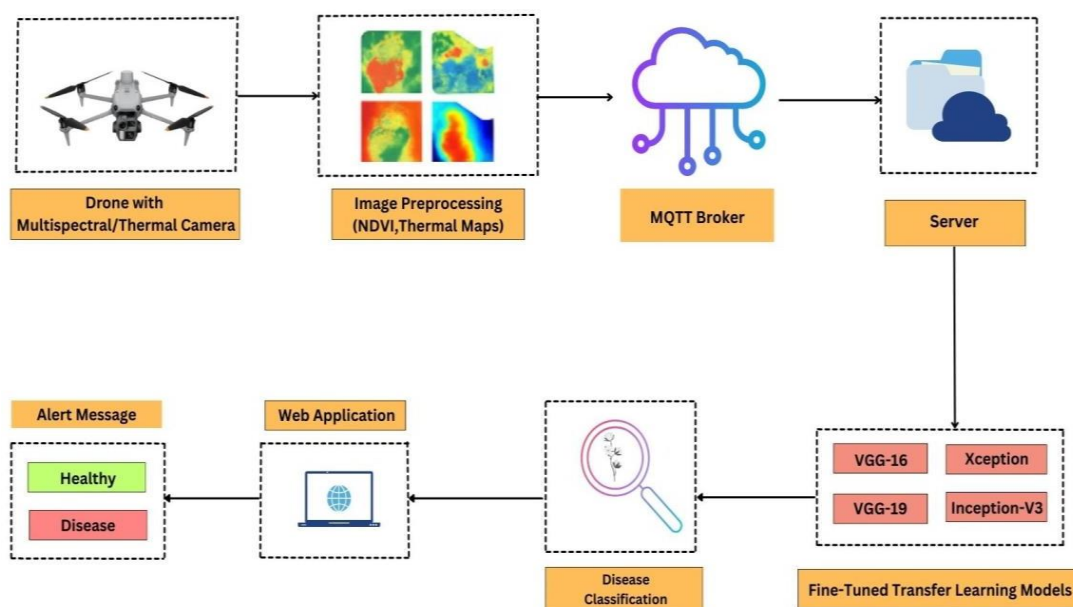 Drone with
Multispectral/Thermal Camera
Image Preprocessing
(NDVI,Thermal Maps)
MQTT Broker
Server
Alert Message
Healthy
Disease
Web Application
Disease
Classification
VGG-16
Xception
VGG-19
Inception-V3
Fine-Tuned Transfer Learning Models